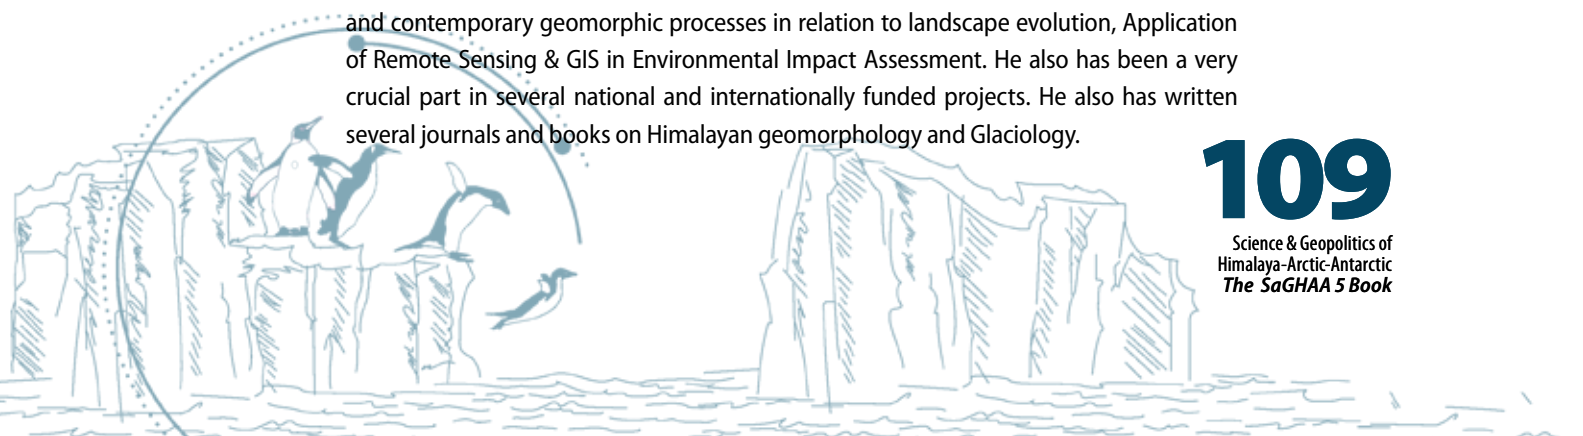 and contemporary geomorphic processes in relation to landscape evolution, Application
of Remote Sensing & GIS in Environmental Impact Assessment. He also has been a very
crucial part in several national and internationally funded projects. He also has written
several journals and books on Himalayan geomorphology and Glaciology.
109
Science & Geopolitics of
Himalaya-Arctic-Antarctic
The SaGHAA 5 Book